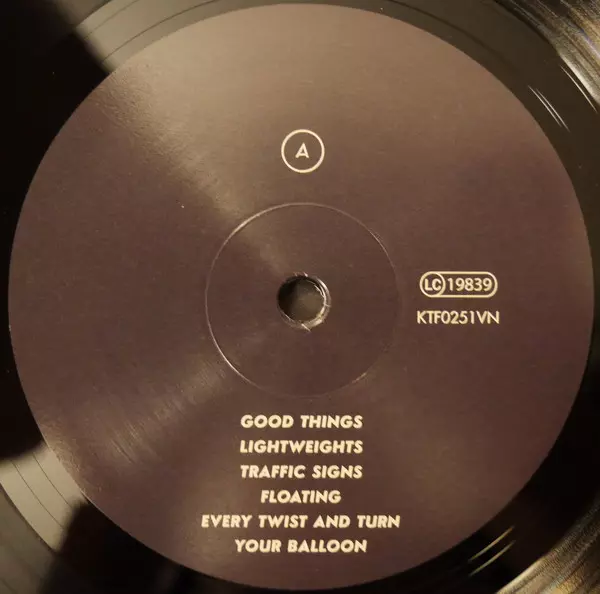 A
LC 19839
KTF0251VN
GOOD THINGS
LIGHTWEIGHTS
TRAFFIC SIGNS
FLOATING
EVERY TWIST AND TURN
YOUR BALLOON